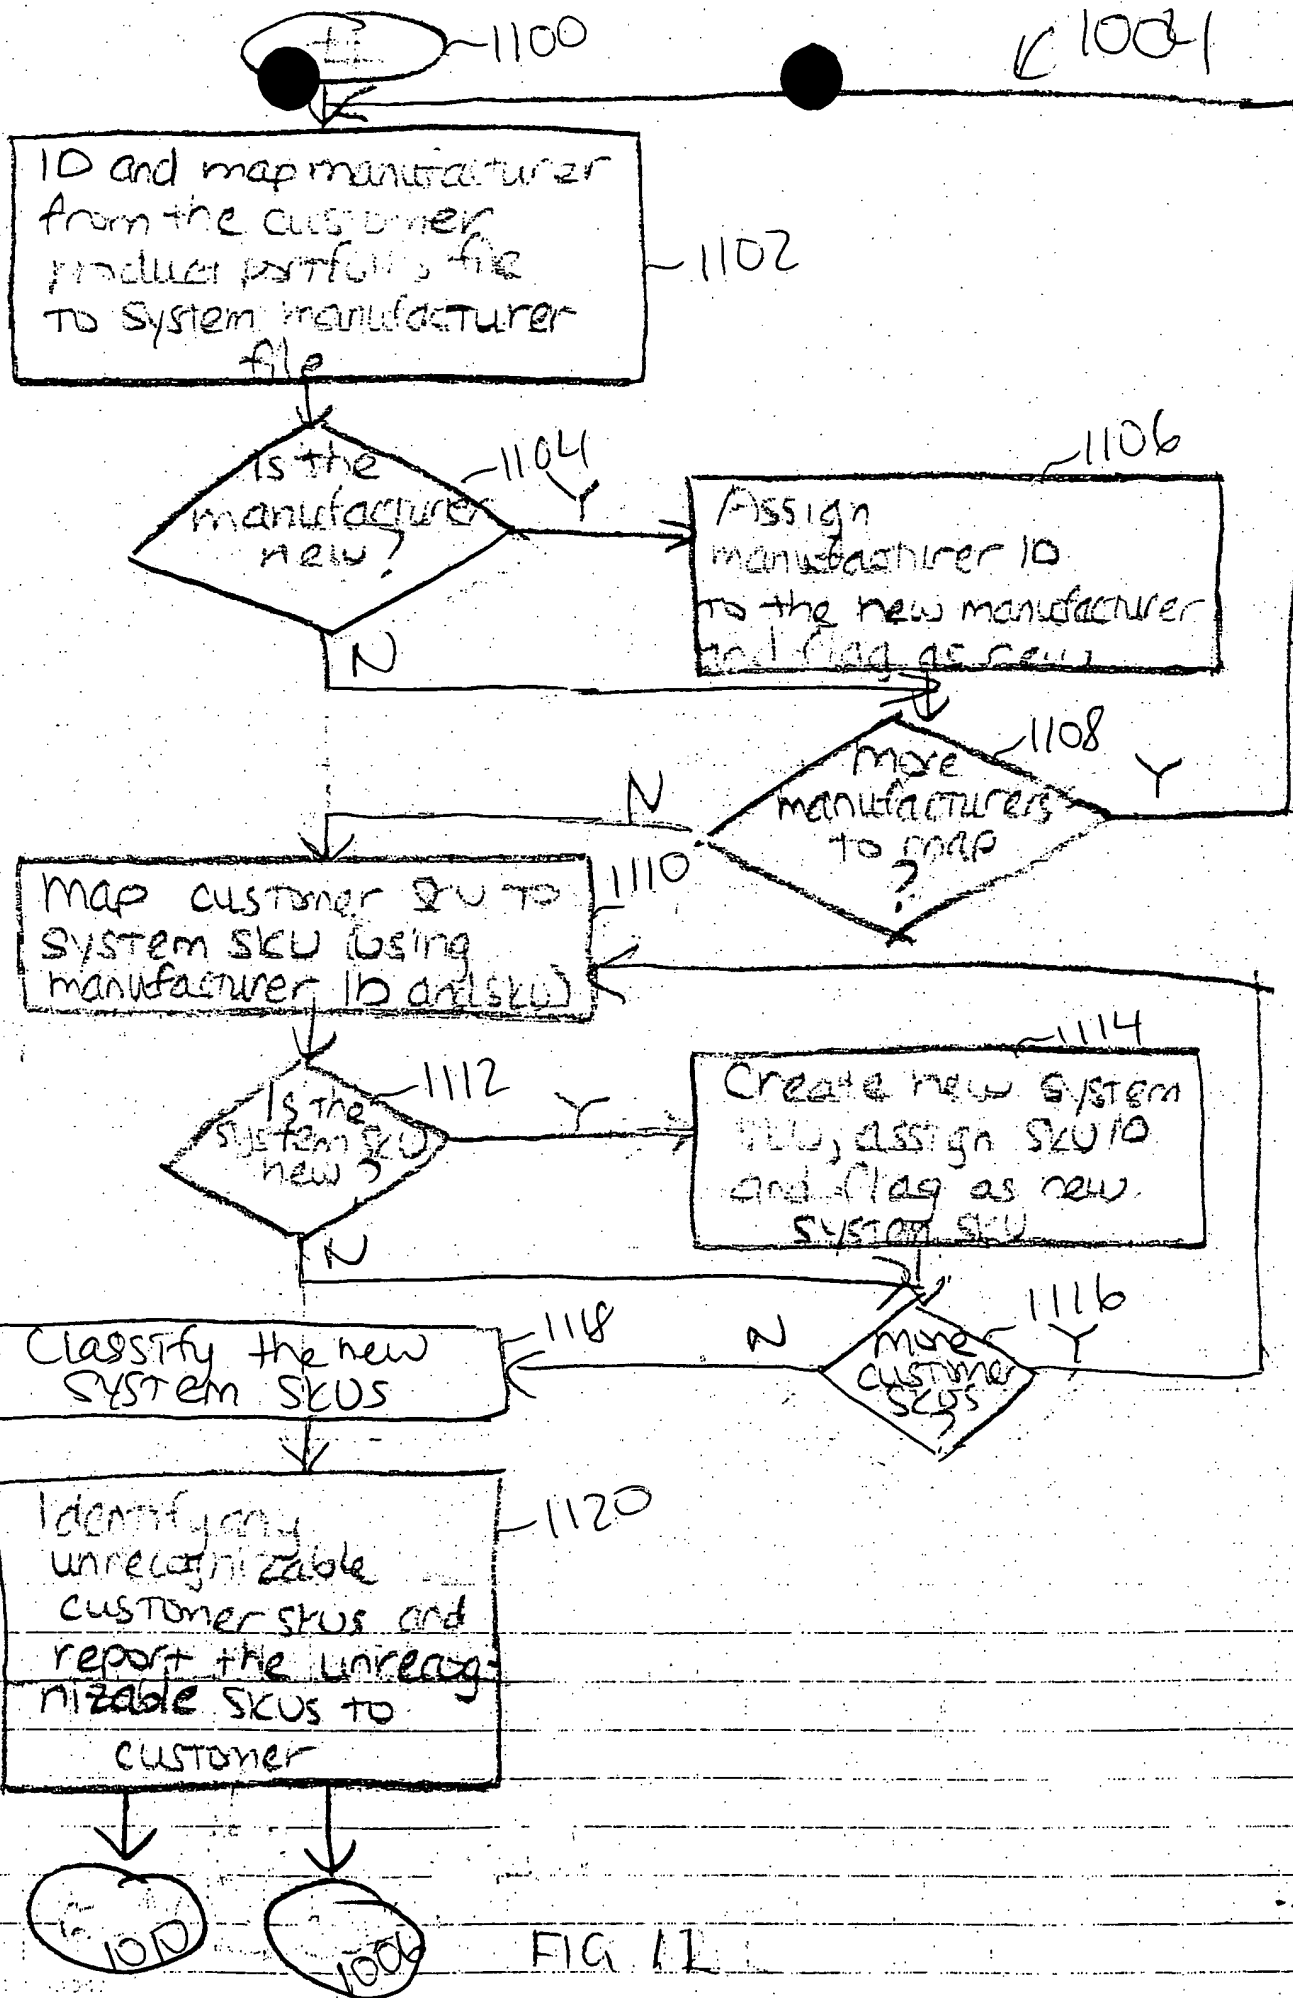 1100
1004
ID and map manufacturer
from the customer
product portfolio file
TO System manufacturer
file
1102
Is the
manufacturer
new?
1104
Y
N
1106
Assign
manufacturer ID
TO the new manufacturer
and flag as new
1108
More
manufacturers
to map
?
Y
N
1110
Map customer SKU TO
system SKU (using
manufacturer ID and SKU)
1112
Is the
system SKU
new?
Y
N
1114
Create new system
SKU, assign SKU ID
and flag as new
system SKU
1116
More
customer
SKUS
?
Y
N
1118
Classify the new
SYSTEM SKUS
1120
Identify any
unrecognizable
customer SKUS and
report the unrecog-
nizable SKUS TO
customer
1006
FIG 11